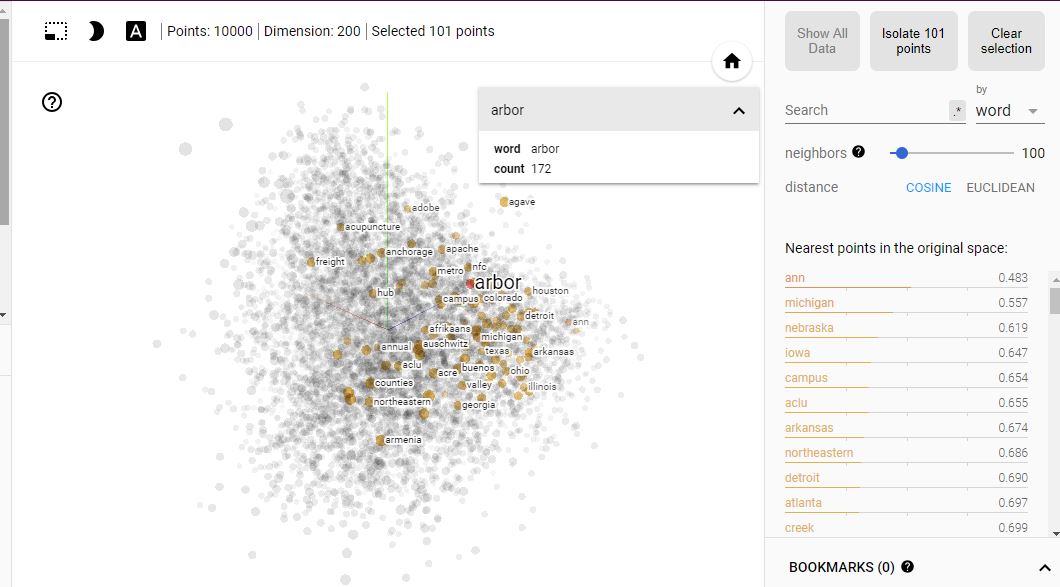 A Points: 10000 Dimension: 200 Selected 101 points
Show All Data
Isolate 101 points
Clear selection
Search
.*
by
word
neighbors
100
distance
COSINE
EUCLIDEAN
arbor
word arbor
count 172
adobe
agave
acupuncture
anchorage
apache
freight
metro
nfc
arbor
hub
houston
campus
colorado
detroit
ann
afrikaans
michigan
annual
auschwitz
texas
arkansas
aclu
buenos
ohio
acre
counties
valley
illinois
northeastern
georgia
armenia
Nearest points in the original space:
ann 0.483
michigan 0.557
nebraska 0.619
iowa 0.647
campus 0.654
aclu 0.655
arkansas 0.674
northeastern 0.686
detroit 0.690
atlanta 0.697
creek 0.699
BOOKMARKS (0)